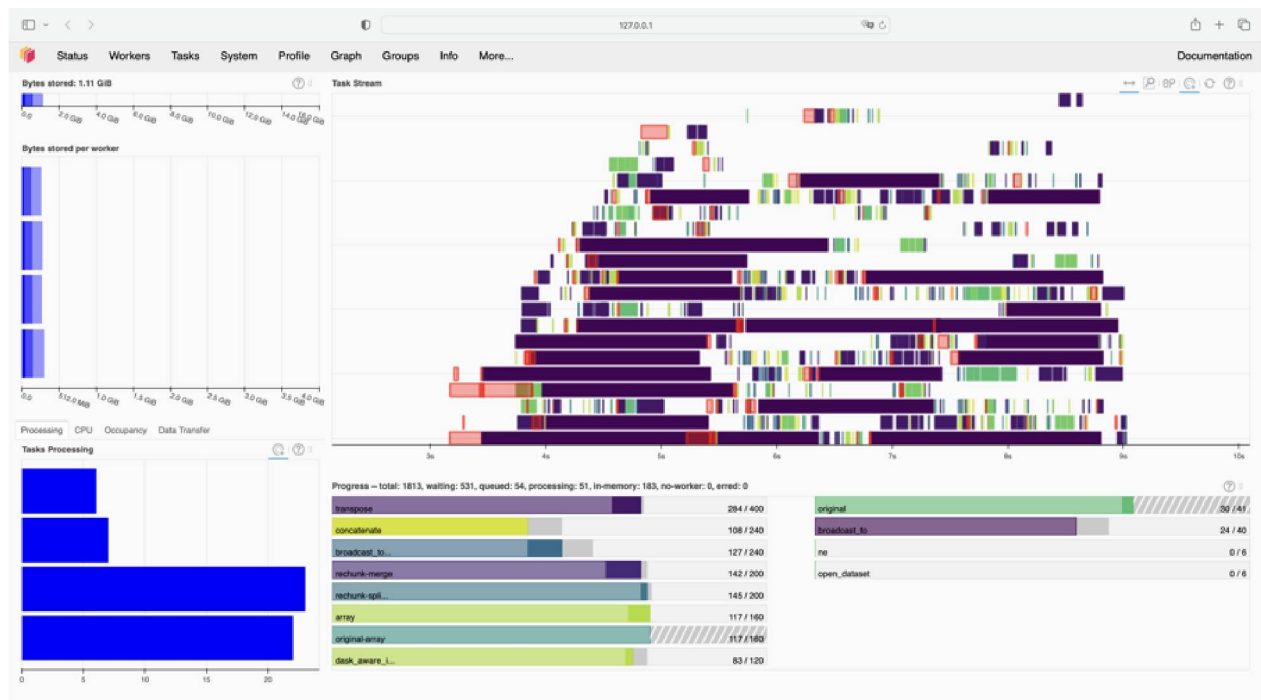 127.0.0.1
Status Workers Tasks System Profile Graph Groups Info More... Documentation
Bytes stored: 1.11 GiB
0.0 2.0 GiB 4.0 GiB 6.0 GiB 8.0 GiB 10.0 GiB 12.0 GiB 14.0 GiB 16.0 GiB
Bytes stored per worker
0.0 512.0 MiB 1.0 GiB 1.5 GiB 2.0 GiB 2.5 GiB 3.0 GiB 3.5 GiB 4.0 GiB
Processing CPU Occupancy Data Transfer
Tasks Processing
0 5 10 15 20
Task Stream
3s 4s 5s 6s 7s 8s 9s 10s
Progress -- total: 1813, waiting: 531, queued: 54, processing: 51, in-memory: 183, no-worker: 0, erred: 0
transpose 284 / 400
concatenate 108 / 240
broadcast_to... 127 / 240
rechunk-merge 142 / 200
rechunk-spli... 145 / 200
array 117 / 160
original-array 117 / 160
dask_aware_i... 83 / 120
original 30 / 41
broadcast_to 24 / 40
ne 0 / 6
open_dataset 0 / 6